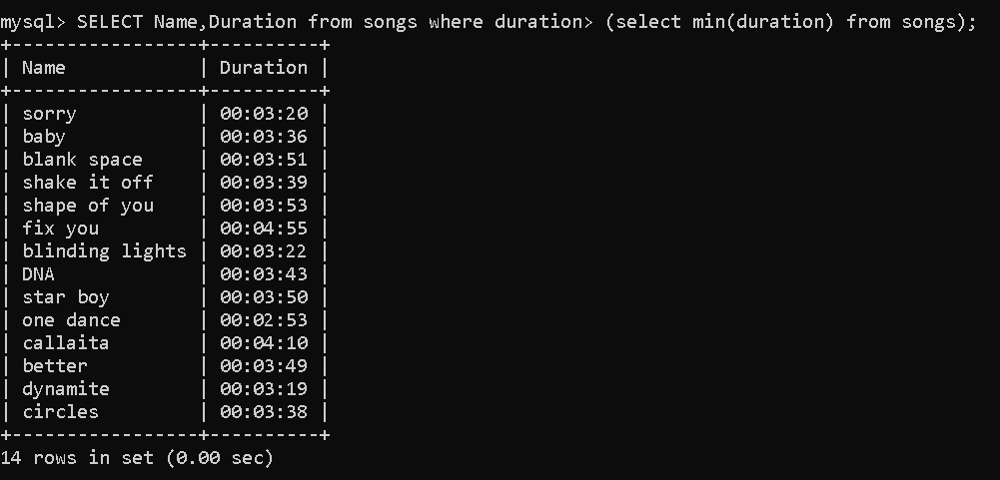 mysql> SELECT Name,Duration from songs where duration> (select min(duration) from songs);
+-----------------+----------+
| Name            | Duration |
+-----------------+----------+
| sorry           | 00:03:20 |
| baby            | 00:03:36 |
| blank space     | 00:03:51 |
| shake it off    | 00:03:39 |
| shape of you    | 00:03:53 |
| fix you         | 00:04:55 |
| blinding lights | 00:03:22 |
| DNA             | 00:03:43 |
| star boy        | 00:03:50 |
| one dance       | 00:02:53 |
| callaita        | 00:04:10 |
| better          | 00:03:49 |
| dynamite        | 00:03:19 |
| circles         | 00:03:38 |
+-----------------+----------+
14 rows in set (0.00 sec)